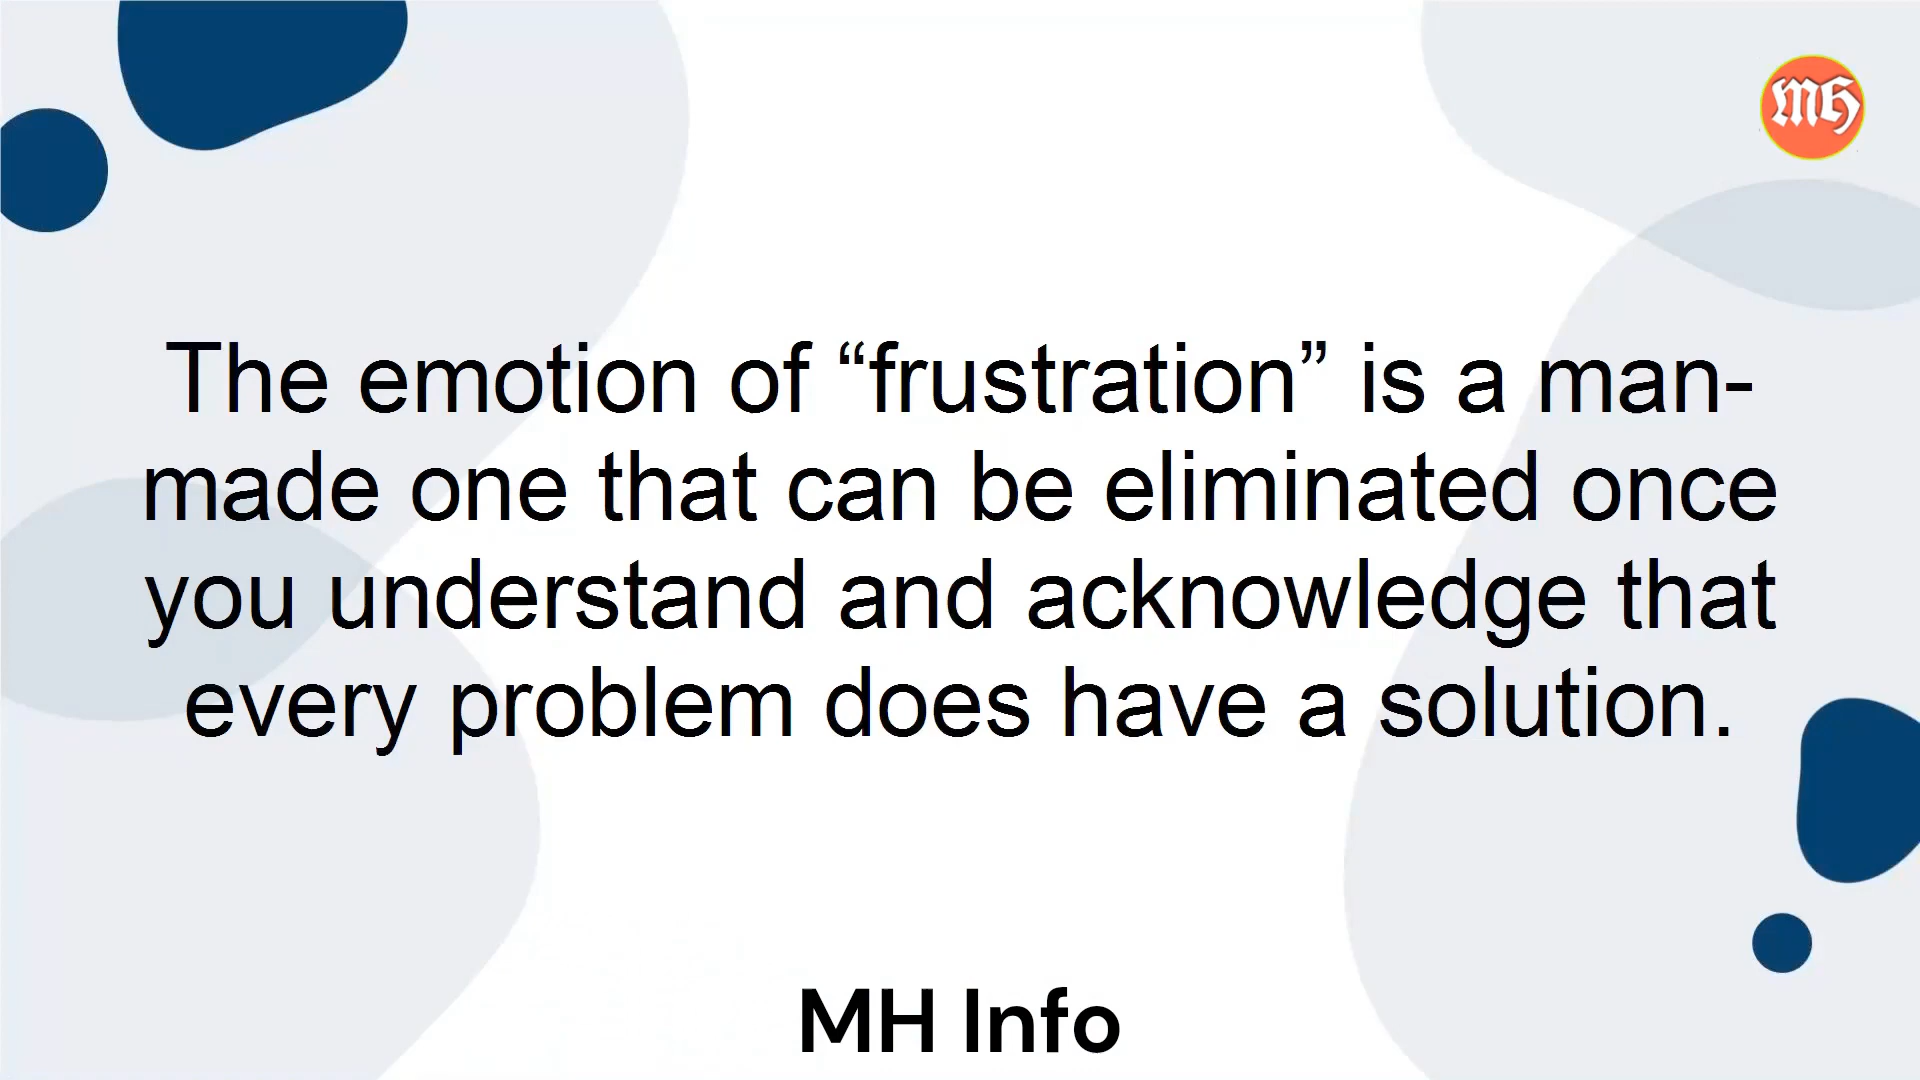 MH
The emotion of “frustration” is a man-
made one that can be eliminated once
you understand and acknowledge that
every problem does have a solution.
MH Info